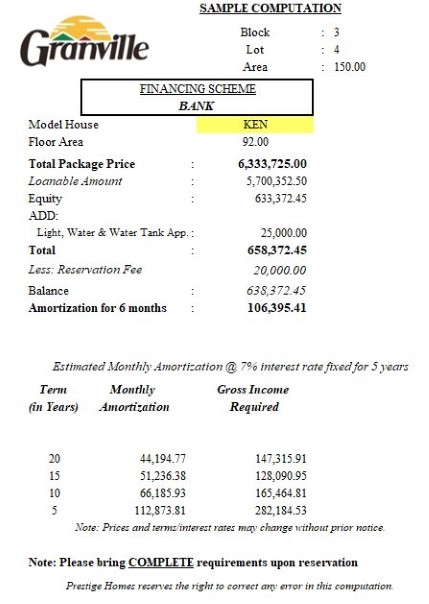 SAMPLE COMPUTATION
Granville
Block : 3
Lot : 4
Area : 150.00
FINANCING SCHEME
BANK
Model House KEN
Floor Area 92.00
Total Package Price : 6,333,725.00
Loanable Amount : 5,700,352.50
Equity : 633,372.45
ADD:
Light, Water & Water Tank App. : 25,000.00
Total : 658,372.45
Less: Reservation Fee 20,000.00
Balance : 638,372.45
Amortization for 6 months : 106,395.41
Estimated Monthly Amortization @ 7% interest rate fixed for 5 years
Term Monthly Gross Income
(in Years) Amortization Required
20 44,194.77 147,315.91
15 51,236.38 128,090.95
10 66,185.93 165,464.81
5 112,873.81 282,184.53
Note: Prices and terms/interest rates may change without prior notice.
Note: Please bring COMPLETE requirements upon reservation
Prestige Homes reserves the right to correct any error in this computation.